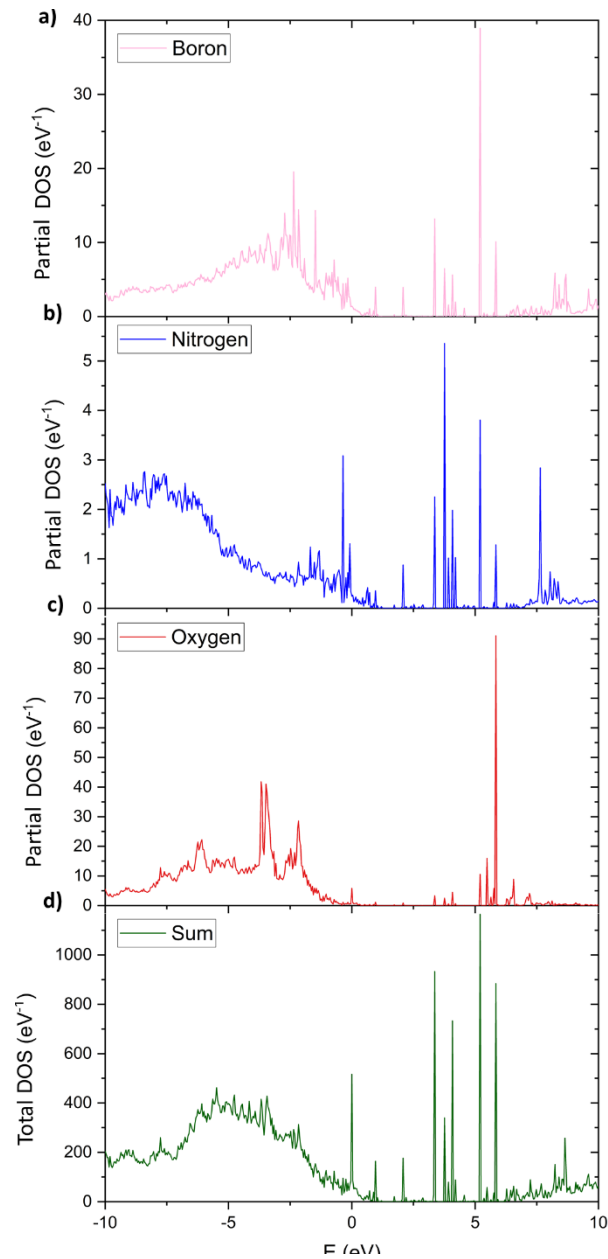 a)
Boron
40
30
20
10
0
Partial DOS (eV⁻¹)
b)
Nitrogen
5
4
3
2
1
0
Partial DOS (eV⁻¹)
c)
Oxygen
90
80
70
60
50
40
30
20
10
0
Partial DOS (eV⁻¹)
d)
Sum
1000
800
600
400
200
0
Total DOS (eV⁻¹)
-10 -5 0 5 10
E (eV)